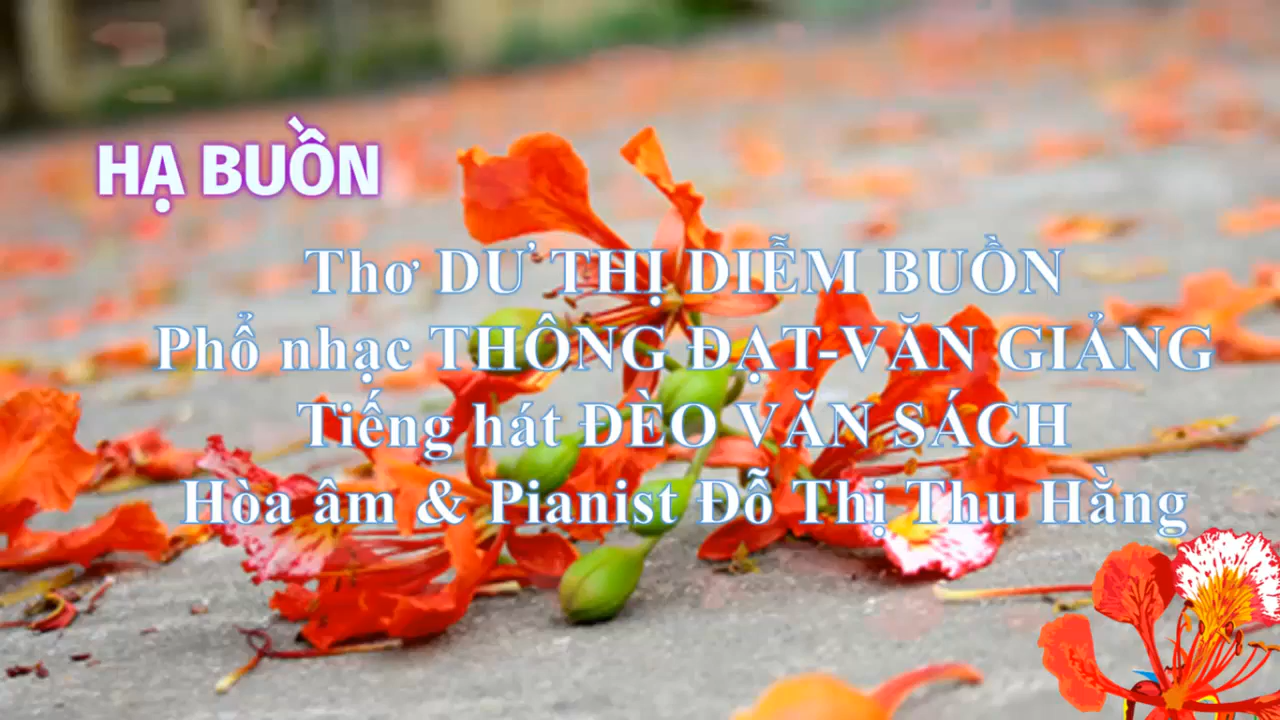 HẠ BUỒN
Thơ DƯ THỊ DIỄM BUỒN
Phổ nhạc THÔNG ĐẠT-VĂN GIẢNG
Tiếng hát ĐÈO VĂN SÁCH
Hòa âm & Pianist Đỗ Thị Thu Hằng